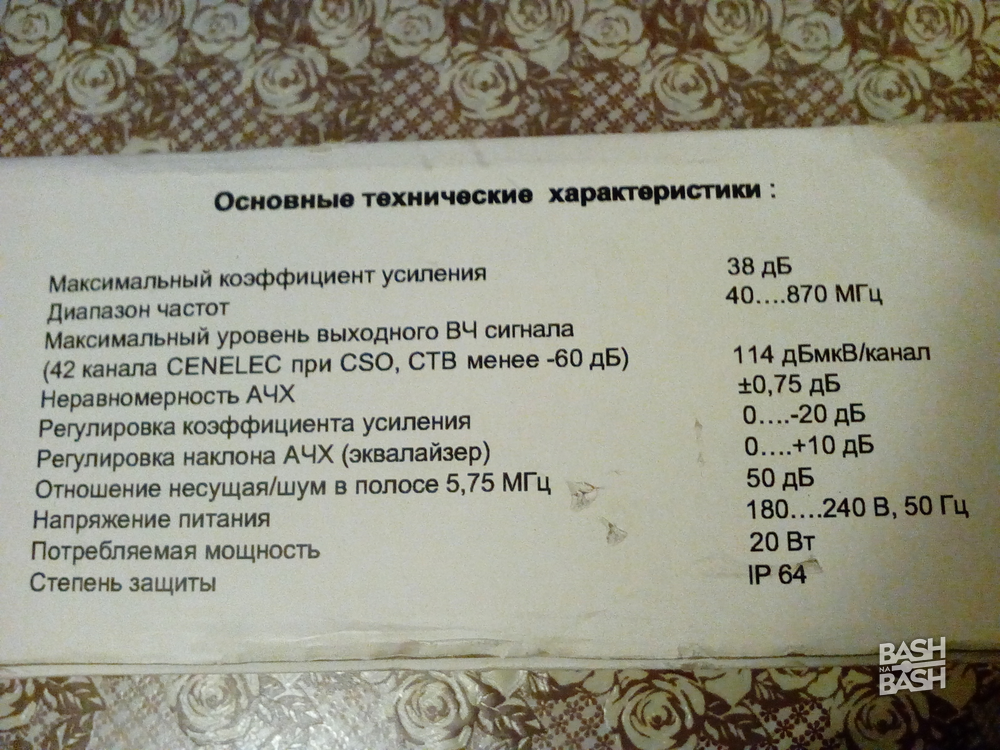 Основные технические характеристики :
Максимальный коэффициент усиления 38 дБ
Диапазон частот 40....870 МГц
Максимальный уровень выходного ВЧ сигнала
(42 канала CENELEC при CSO, СТВ менее -60 дБ) 114 дБмкВ/канал
Неравномерность АЧХ ±0,75 дБ
Регулировка коэффициента усиления 0....-20 дБ
Регулировка наклона АЧХ (эквалайзер) 0....+10 дБ
Отношение несущая/шум в полосе 5,75 МГц 50 дБ
Напряжение питания 180....240 В, 50 Гц
Потребляемая мощность 20 Вт
Степень защиты IP 64
BASH
NA
BASH